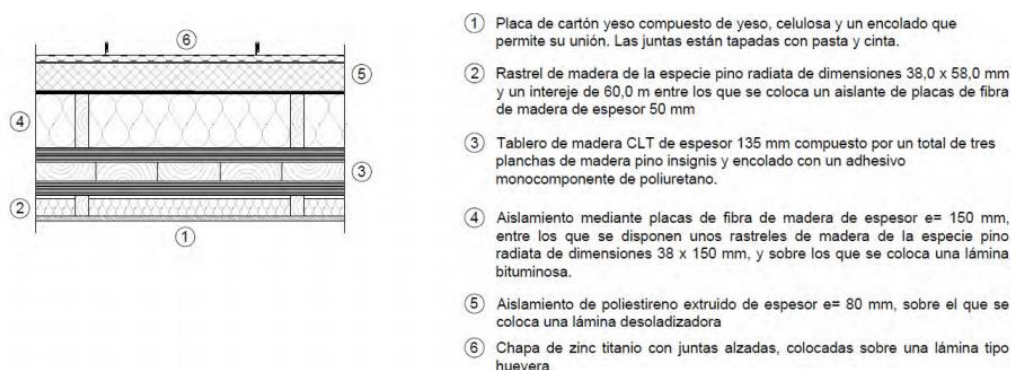 6
5
4
3
2
1
1 Placa de cartón yeso compuesto de yeso, celulosa y un encolado que
permite su unión. Las juntas están tapadas con pasta y cinta.
2 Rastrel de madera de la especie pino radiata de dimensiones 38,0 x 58,0 mm
y un intereje de 60,0 m entre los que se coloca un aislante de placas de fibra
de madera de espesor 50 mm
3 Tablero de madera CLT de espesor 135 mm compuesto por un total de tres
planchas de madera pino insignis y encolado con un adhesivo
monocomponente de poliuretano.
4 Aislamiento mediante placas de fibra de madera de espesor e= 150 mm,
entre los que se disponen unos rastreles de madera de la especie pino
radiata de dimensiones 38 x 150 mm, y sobre los que se coloca una lámina
bituminosa.
5 Aislamiento de poliestireno extruido de espesor e= 80 mm, sobre el que se
coloca una lámina desoladizadora
6 Chapa de zinc titanio con juntas alzadas, colocadas sobre una lámina tipo
huevera